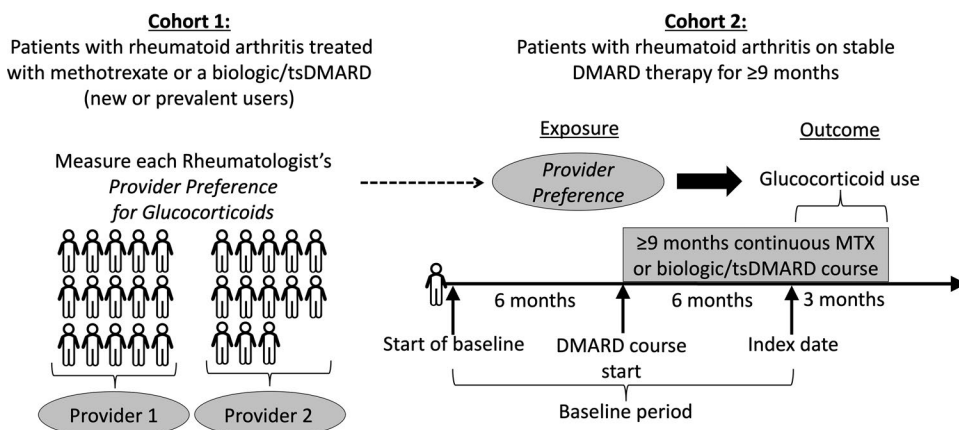 Cohort 1:
Patients with rheumatoid arthritis treated
with methotrexate or a biologic/tsDMARD
(new or prevalent users)
Measure each Rheumatologist's
Provider Preference
for Glucocorticoids
Provider 1
Provider 2
Cohort 2:
Patients with rheumatoid arthritis on stable
DMARD therapy for ≥9 months
Exposure
Outcome
Provider
Preference
Glucocorticoid use
≥9 months continuous MTX
or biologic/tsDMARD course
6 months
6 months
3 months
Start of baseline
DMARD course
start
Index date
Baseline period